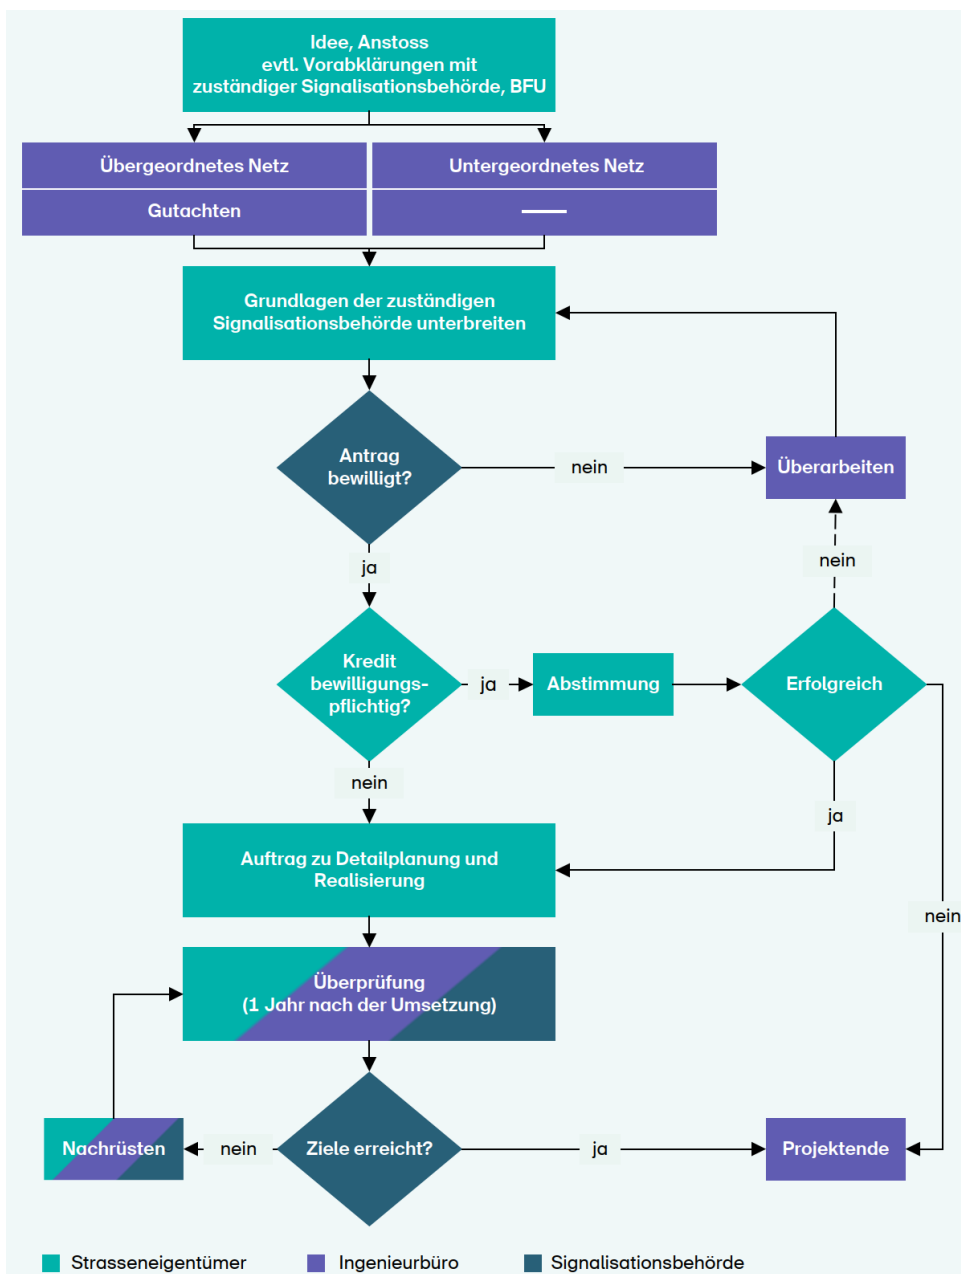 Idee, Anstoss
evtl. Vorabklärungen mit
zuständiger Signalisationsbehörde, BFU
Übergeordnetes Netz
Untergeordnetes Netz
Gutachten
Grundlagen der zuständigen
Signalisationsbehörde unterbreiten
Antrag
bewilligt?
nein
Überarbeiten
ja
nein
Kredit
bewilligungs-
pflichtig?
ja
Abstimmung
Erfolgreich
nein
ja
Auftrag zu Detailplanung und
Realisierung
nein
Überprüfung
(1 Jahr nach der Umsetzung)
Nachrüsten
nein
Ziele erreicht?
ja
Projektende
Strasseneigentümer
Ingenieurbüro
Signalisationsbehörde